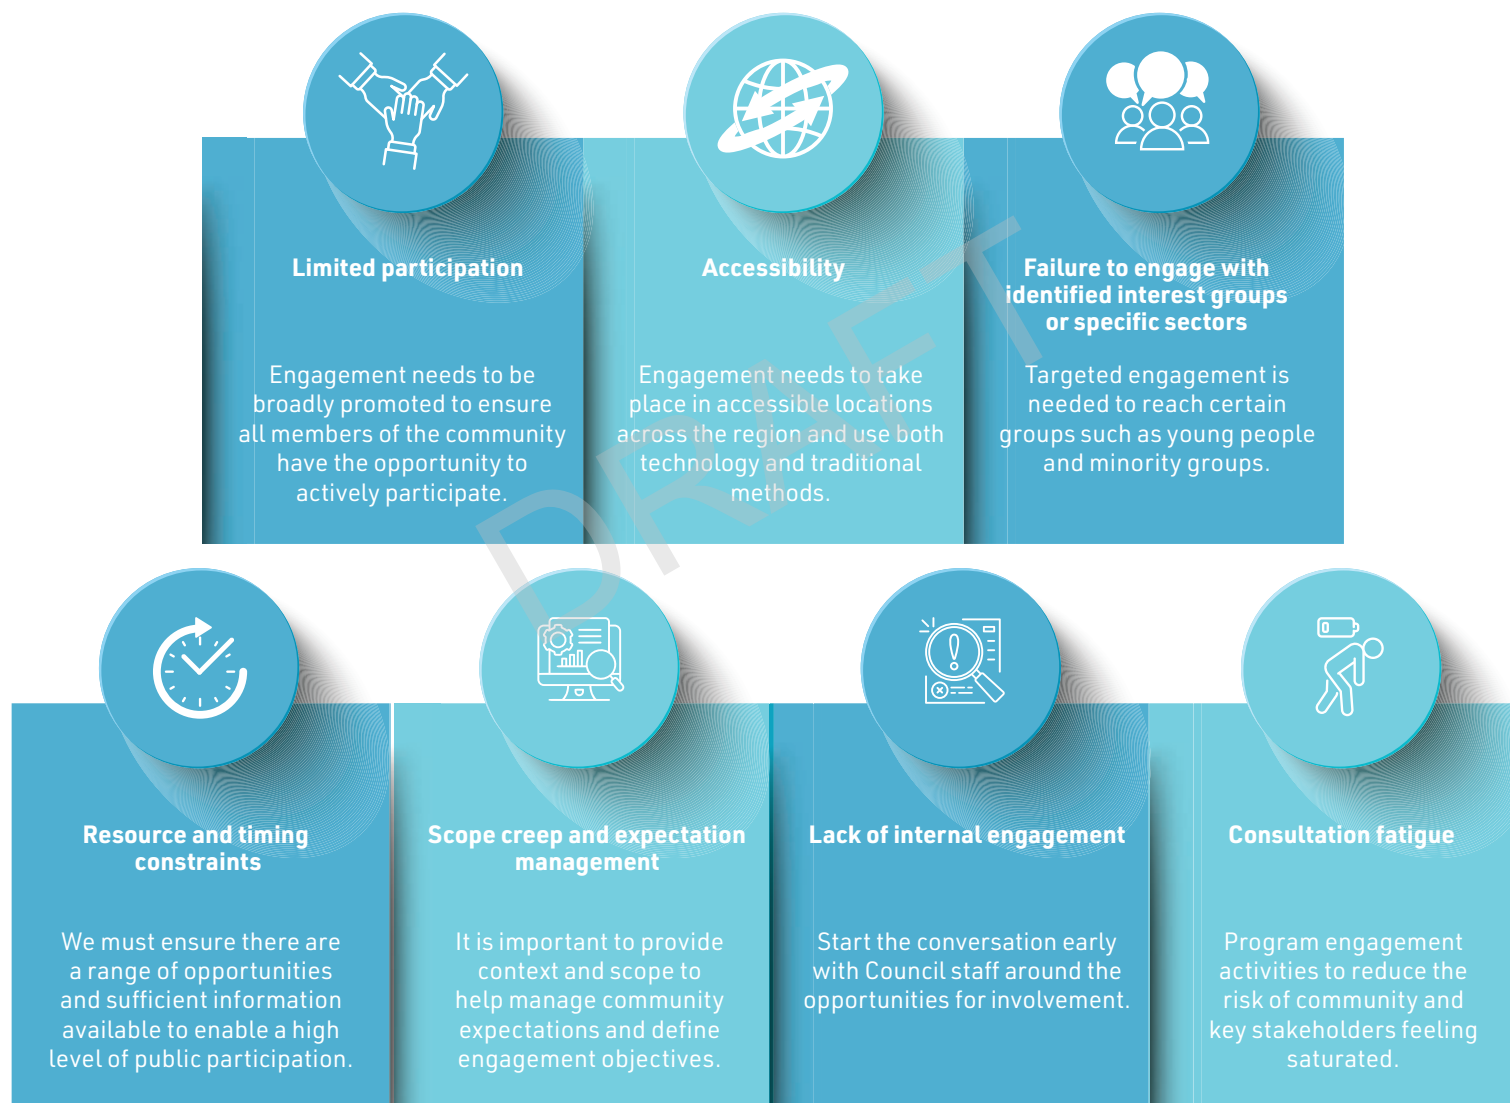 Limited participation
Engagement needs to be
broadly promoted to ensure
all members of the community
have the opportunity to
actively participate.
Accessibility
Engagement needs to take
place in accessible locations
across the region and use both
technology and traditional
methods.
Failure to engage with
identified interest groups
or specific sectors
Targeted engagement is
needed to reach certain
groups such as young people
and minority groups.
DRAFT
Resource and timing
constraints
We must ensure there are
a range of opportunities
and sufficient information
available to enable a high
level of public participation.
Scope creep and expectation
management
It is important to provide
context and scope to
help manage community
expectations and define
engagement objectives.
Lack of internal engagement
Start the conversation early
with Council staff around the
opportunities for involvement.
Consultation fatigue
Program engagement
activities to reduce the
risk of community and
key stakeholders feeling
saturated.